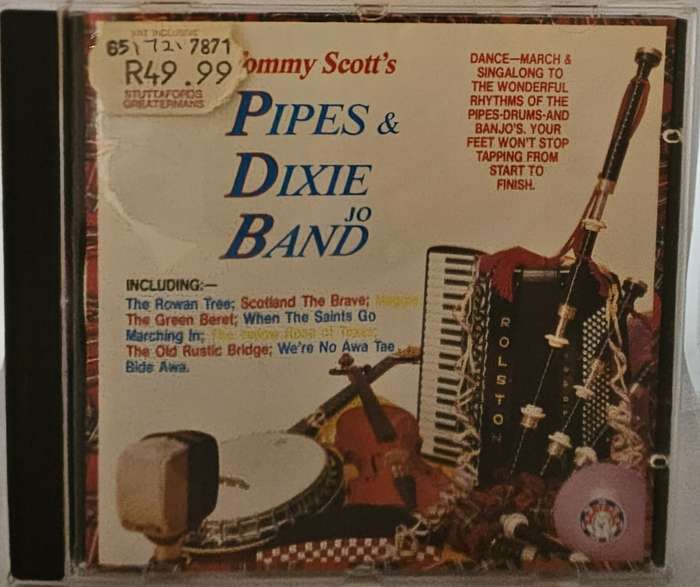 VAT INCLUSIVE
65 172 7871
R49.99
STUTTAFORDS
GREATERMANS
Tommy Scott's
PIPES &
DIXIE
JO
BAND
DANCE—MARCH &
SINGALONG TO
THE WONDERFUL
RHYTHMS OF THE
PIPES-DRUMS-AND
BANJO'S. YOUR
FEET WON'T STOP
TAPPING FROM
START TO
FINISH.
INCLUDING:—
The Rowan Tree; Scotland The Brave; Maggie
The Green Beret; When The Saints Go
Marching In; The Yellow Rose of Texas;
The Old Rustic Bridge; We're No Awa Tae
Bide Awa.
ROLSTON